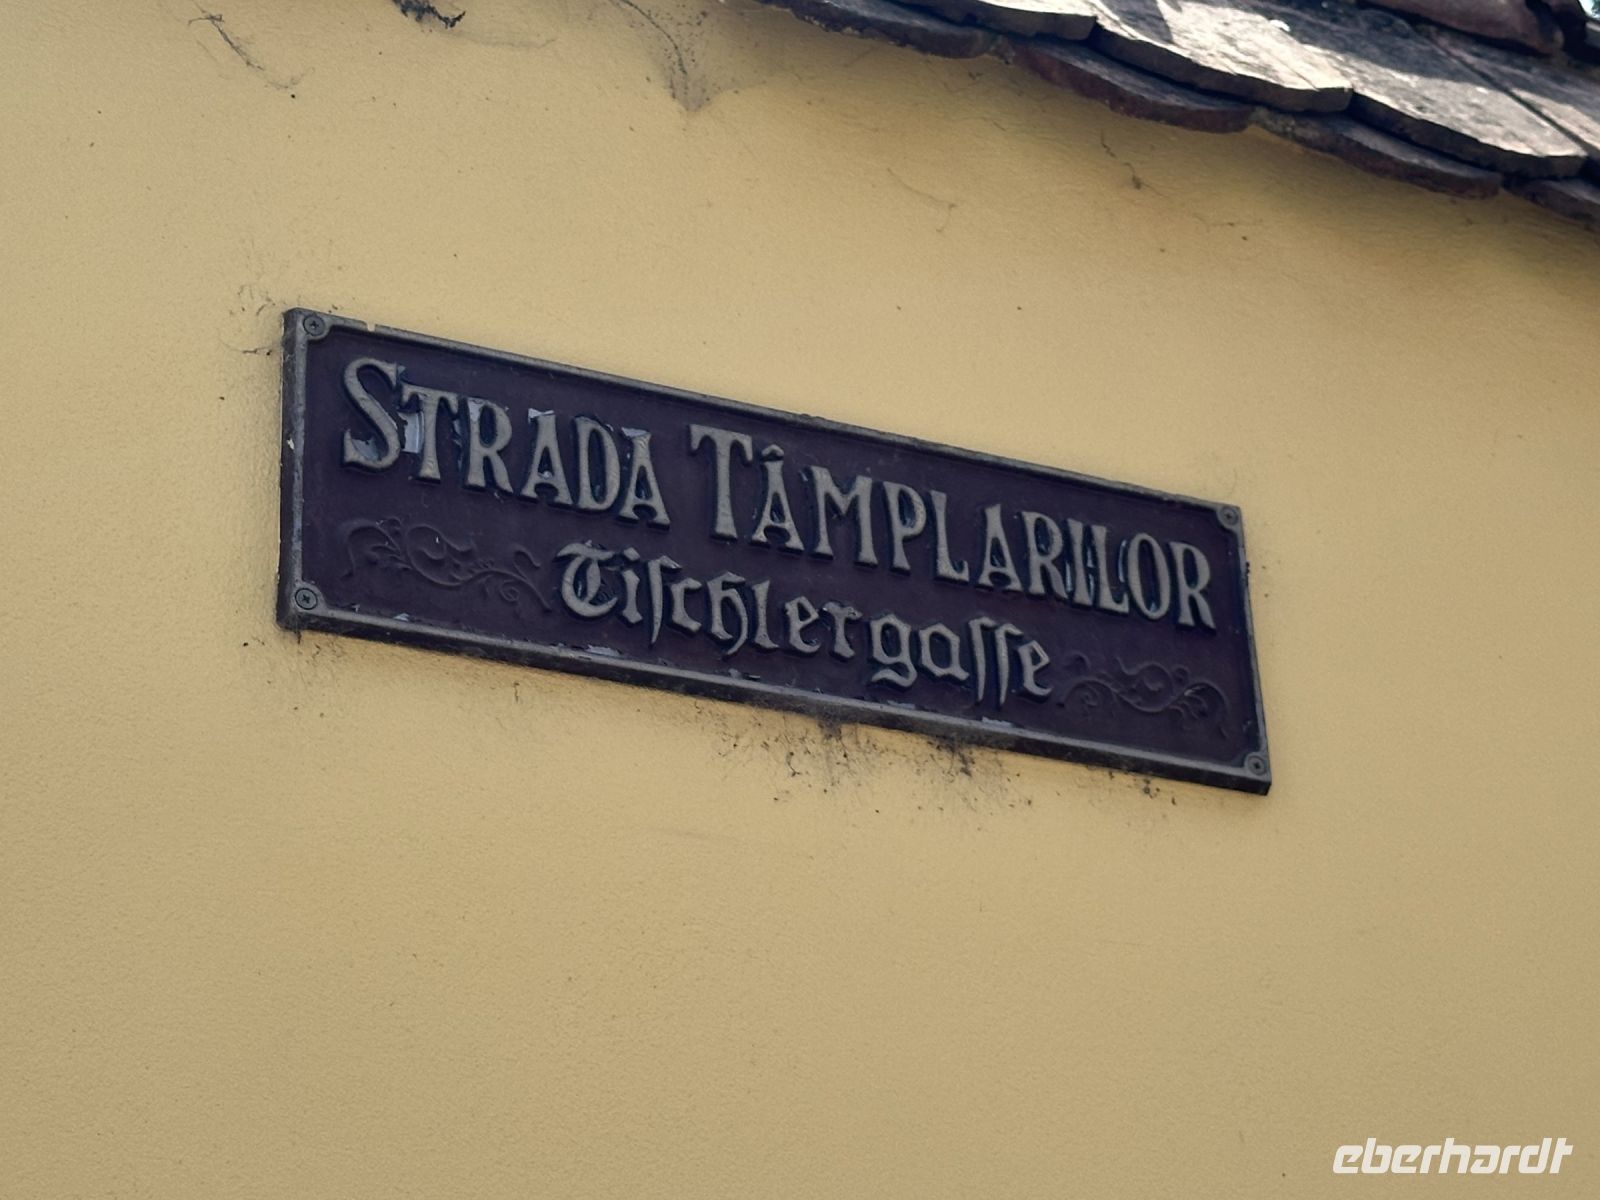 STRADA TÂMPLARILOR
Tiſchlergaſſe
eberhardt